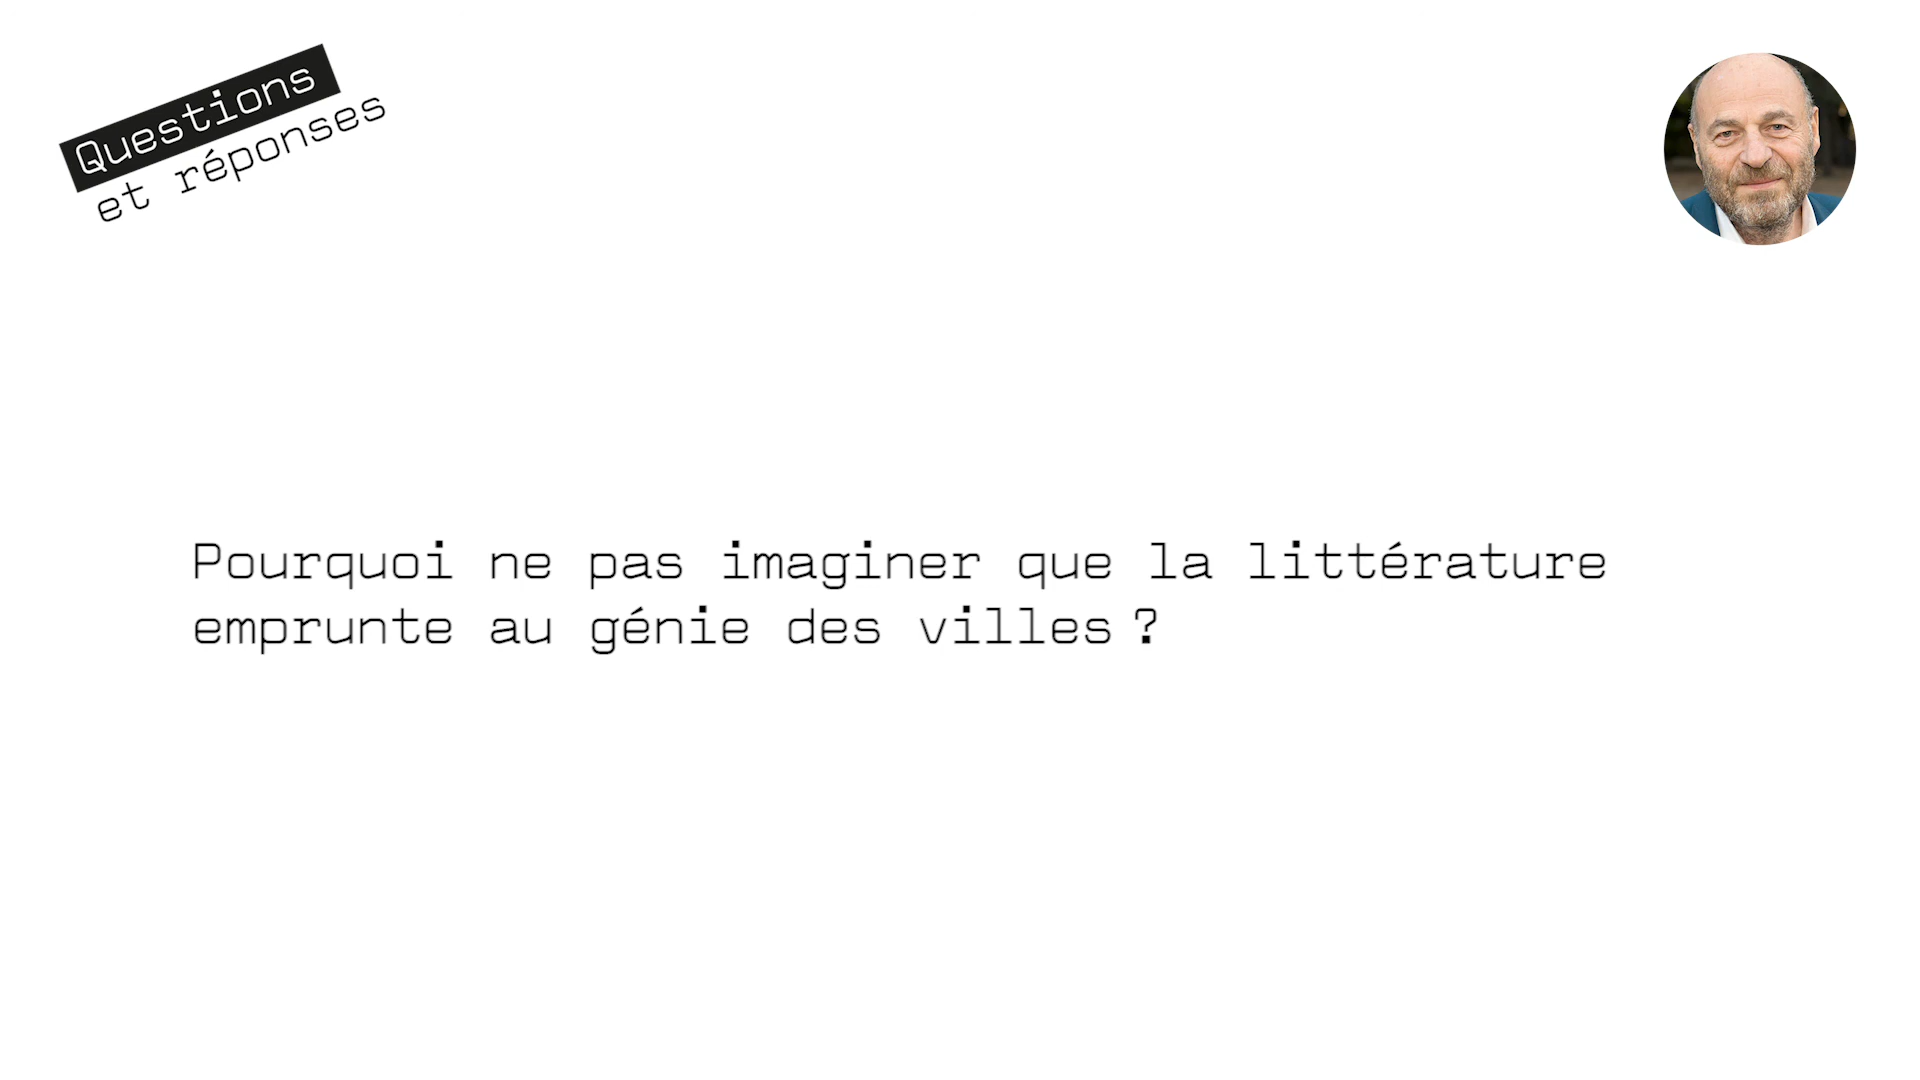 Questions
et réponses
Pourquoi ne pas imaginer que la littérature
emprunte au génie des villes ?